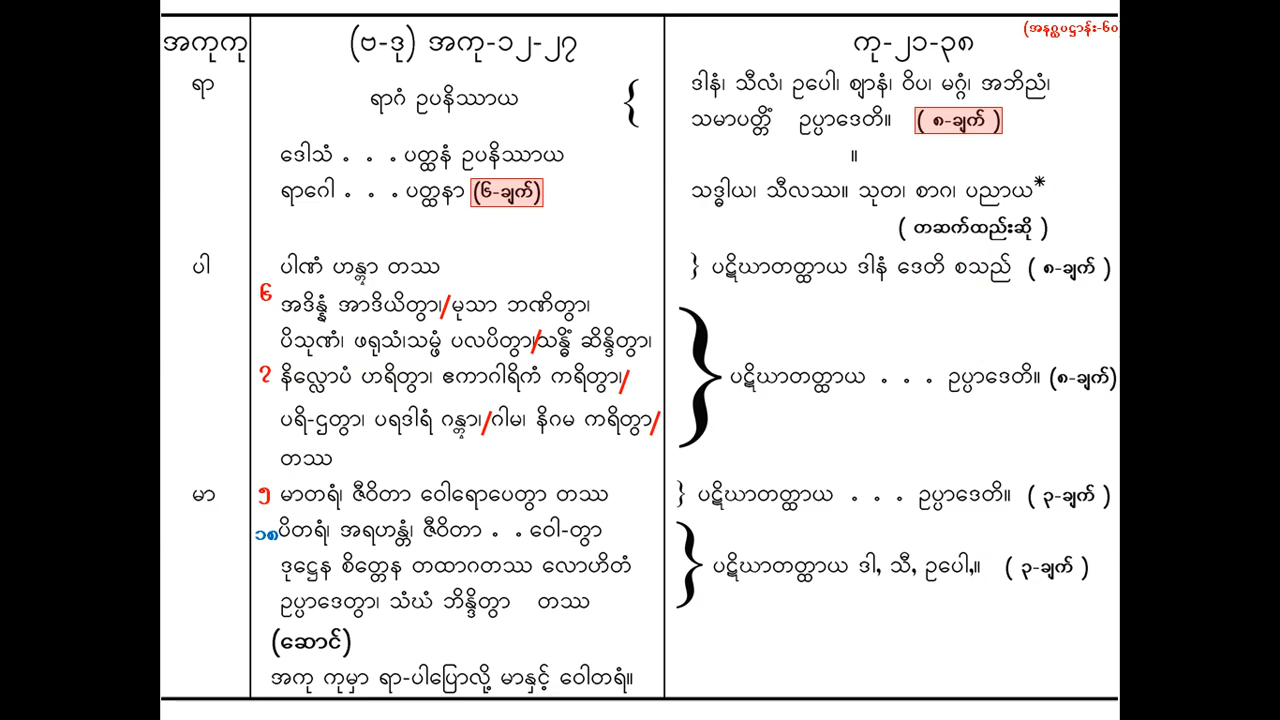 (အနဂ္ဃပဋ္ဌာန်း-၆၀
အကုကု (ဗ-ဒု) အကု-၁၂-၂၇ ကု-၂၁-၃၈
ရာ ရာဂံ ဥပနိဿာယ { ဒါနံ၊ သီလံ၊ ဥပေါ၊ ဈာနံ၊ ဝိပ၊ မဂ္ဂံ၊ အဘိညံ၊
သမာပတ္တိံ ဥပ္ပာဒေတိ။ ( ၈-ချက် )
ဒေါသံ . . . ပတ္ထနံ ဥပနိဿာယ ။
ရာဂေါ . . . ပတ္ထနာ (၆-ချက်) သဒ္ဓါယ၊ သီလဿ။ သုတ၊ စာဂ၊ ပညာယ*
( တဆက်ထည်းဆို )
ပါ ပါဏံ ဟန္တွာ တဿ } ပဋိဃာတတ္ထာယ ဒါနံ ဒေတိ စသည် ( ၈-ချက် )
၆ အဒိန္နံ အာဒိယိတွာ၊/မုသာ ဘဏိတွာ၊
ပိသုဏံ၊ ဖရုသံ၊သမ္ဖံ ပလပိတွာ၊/သန္ဓိံ ဆိန္ဒိတွာ၊
၇ နိလ္လောပံ ဟရိတွာ၊ ဧကာဂါရိကံ ကရိတွာ၊/ } ပဋိဃာတတ္ထာယ . . . ဥပ္ပာဒေတိ။ (၈-ချက်)
ပရိ-ဌတွာ၊ ပရဒါရံ ဂန္တွာ၊/ဂါမ၊ နိဂမ ကရိတွာ/
တဿ
မာ ၅ မာတရံ၊ ဇီဝိတာ ဝေါရောပေတွာ တဿ } ပဋိဃာတတ္ထာယ . . . ဥပ္ပာဒေတိ။ ( ၃-ချက် )
၁၈ ပိတရံ၊ အရဟန္တံ၊ ဇီဝိတာ . . ဝေါ-တွာ
ဒုဋ္ဌေန စိတ္တေန တထာဂတဿ လောဟိတံ } ပဋိဃာတတ္ထာယ ဒါ, သီ, ဥပေါ,။ ( ၃-ချက် )
ဥပ္ပာဒေတွာ၊ သံဃံ ဘိန္ဒိတွာ တဿ
(ဆောင်)
အကု ကုမှာ ရာ-ပါပြောလို့ မာနှင့် ဝေါတရံ။